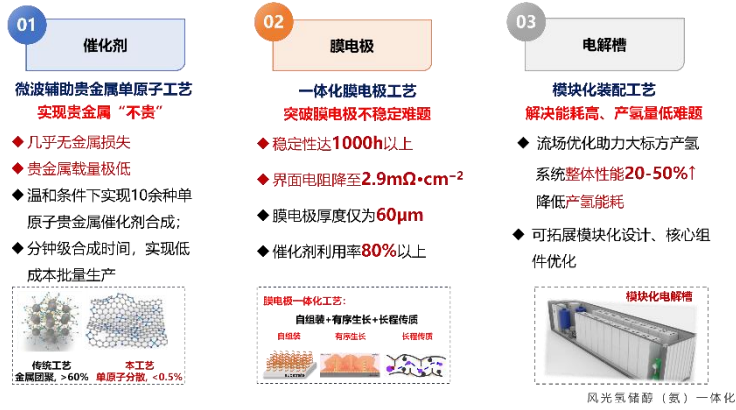 01
催化剂
微波辅助贵金属单原子工艺
实现贵金属“不贵”
◆几乎无金属损失
◆贵金属载量极低
◆温和条件下实现10余种单
原子贵金属催化剂合成;
◆分钟级合成时间，实现低
成本批量生产
传统工艺
金属团聚, >60%
本工艺
单原子分散, <0.5%
02
膜电极
一体化膜电极工艺
突破膜电极不稳定难题
◆稳定性达1000h以上
◆界面电阻降至2.9mΩ•cm⁻²
◆膜电极厚度仅为60μm
◆催化剂利用率80%以上
膜电极一体化工艺：
自组装+有序生长+长程传质
自组装
有序生长
长程传质
03
电解槽
模块化装配工艺
解决能耗高、产氢量低难题
◆ 流场优化助力大标方产氢
系统整体性能20-50%↑
降低产氢能耗
◆ 可拓展模块化设计、核心组
件优化
模块化电解槽
风光氢储醇（氨）一体化